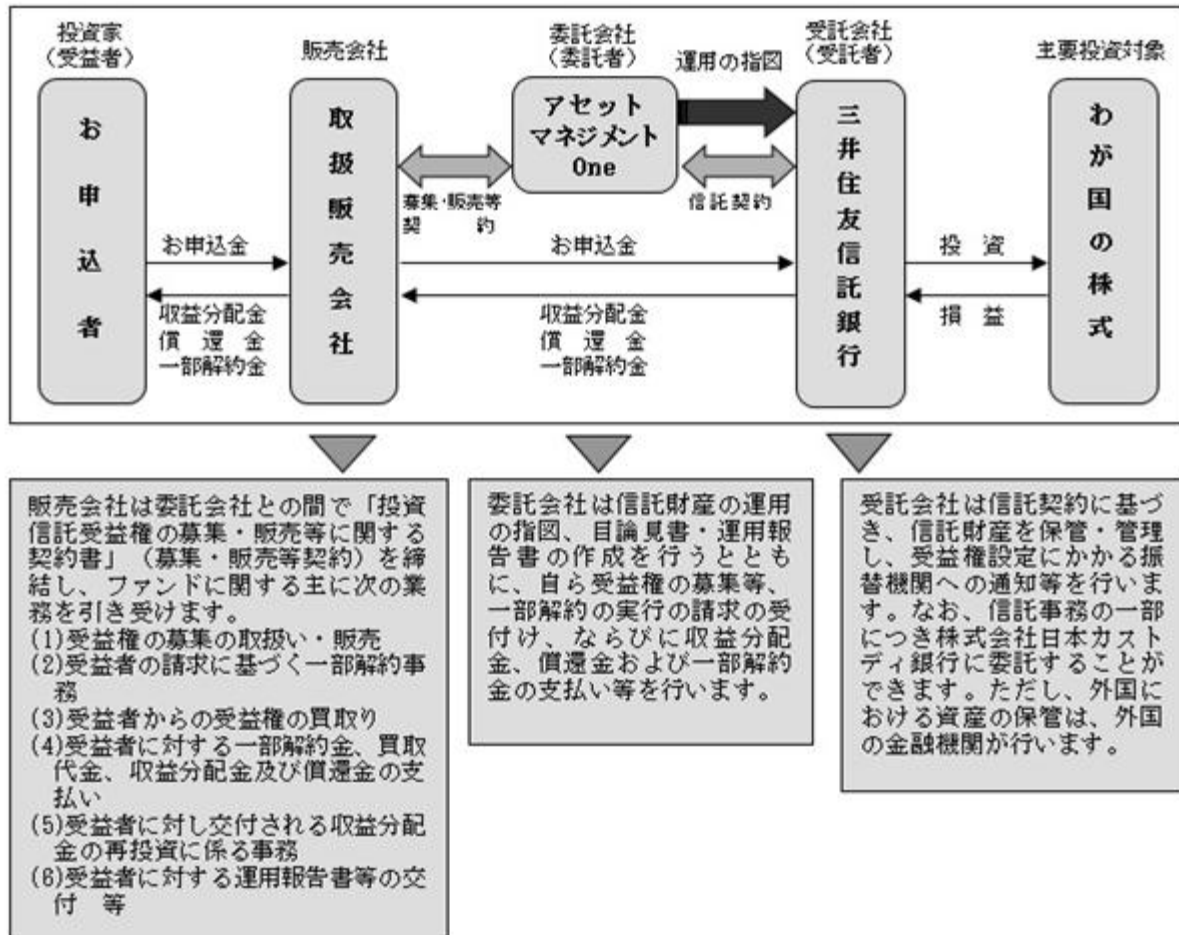 投資家
（受益者）
お申込者
販売会社
取扱販売会社
委託会社
（委託者）
アセット
マネジメント
One
運用の指図
受託会社
（受託者）
三井住友信託銀行
主要投資対象
わが国の株式
募集・販売等
契　約
信託契約
お申込金
収益分配金
償　還　金
一部解約金
お申込金
収益分配金
償　還　金
一部解約金
投　資
損　益
販売会社は委託会社との間で「投資
信託受益権の募集・販売等に関する
契約書」（募集・販売等契約）を締
結し、ファンドに関する主に次の業
務を引き受けます。
(1)受益権の募集の取扱い・販売
(2)受益者の請求に基づく一部解約事
務
(3)受益者からの受益権の買取り
(4)受益者に対する一部解約金、買取
代金、収益分配金及び償還金の支
払い
(5)受益者に対し交付される収益分配
金の再投資に係る事務
(6)受益者に対する運用報告書等の交
付　等
委託会社は信託財産の運用
の指図、目論見書・運用報
告書の作成を行うととも
に、自ら受益権の募集等、
一部解約の実行の請求の受
付け、ならびに収益分配
金、償還金および一部解約
金の支払い等を行います。
受託会社は信託契約に基づ
き、信託財産を保管・管理
し、受益権設定にかかる振
替機関への通知等を行いま
す。なお、信託事務の一部
につき株式会社日本カスト
ディ銀行に委託することが
できます。ただし、外国に
おける資産の保管は、外国
の金融機関が行います。